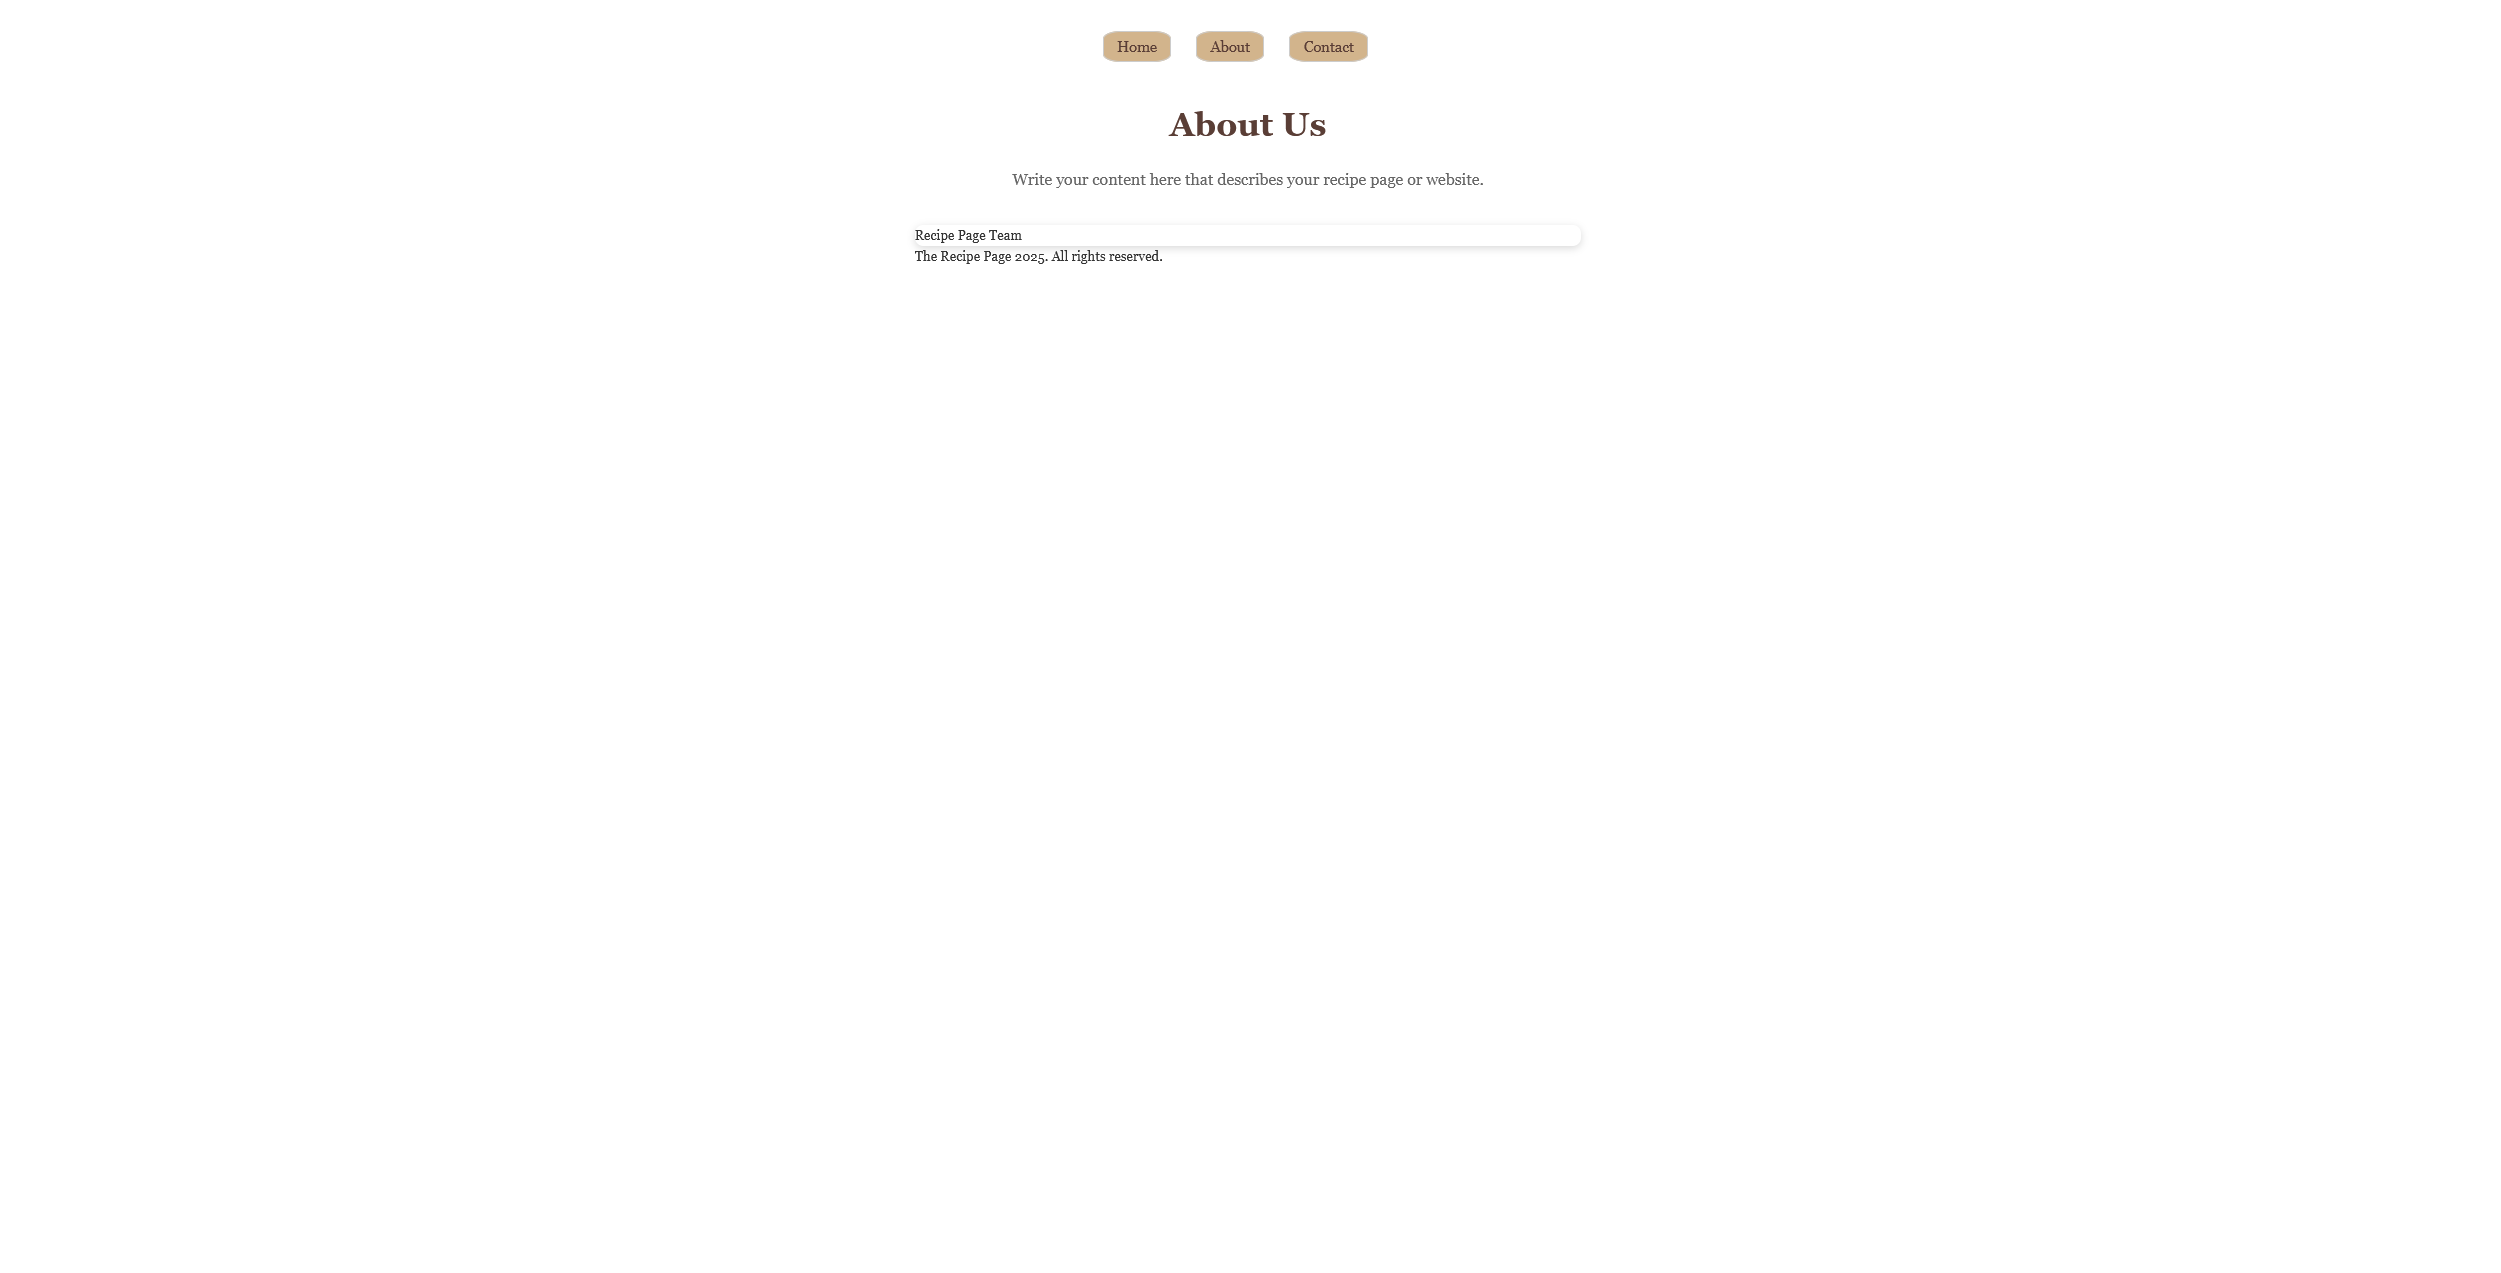 Home About Contact
About Us
Write your content here that describes your recipe page or website.
Recipe Page Team
The Recipe Page 2025. All rights reserved.